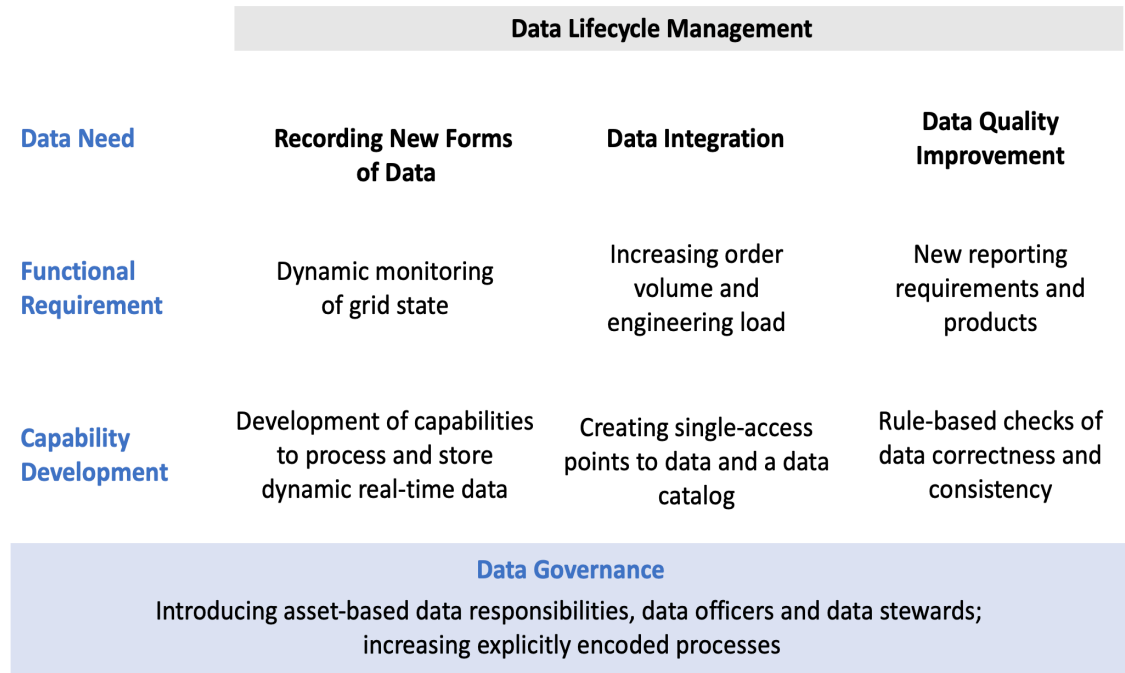 Data Lifecycle Management
Data Need
Recording New Forms
of Data
Data Integration
Data Quality
Improvement
Functional
Requirement
Dynamic monitoring
of grid state
Increasing order
volume and
engineering load
New reporting
requirements and
products
Capability
Development
Development of capabilities
to process and store
dynamic real-time data
Creating single-access
points to data and a data
catalog
Rule-based checks of
data correctness and
consistency
Data Governance
Introducing asset-based data responsibilities, data officers and data stewards;
increasing explicitly encoded processes